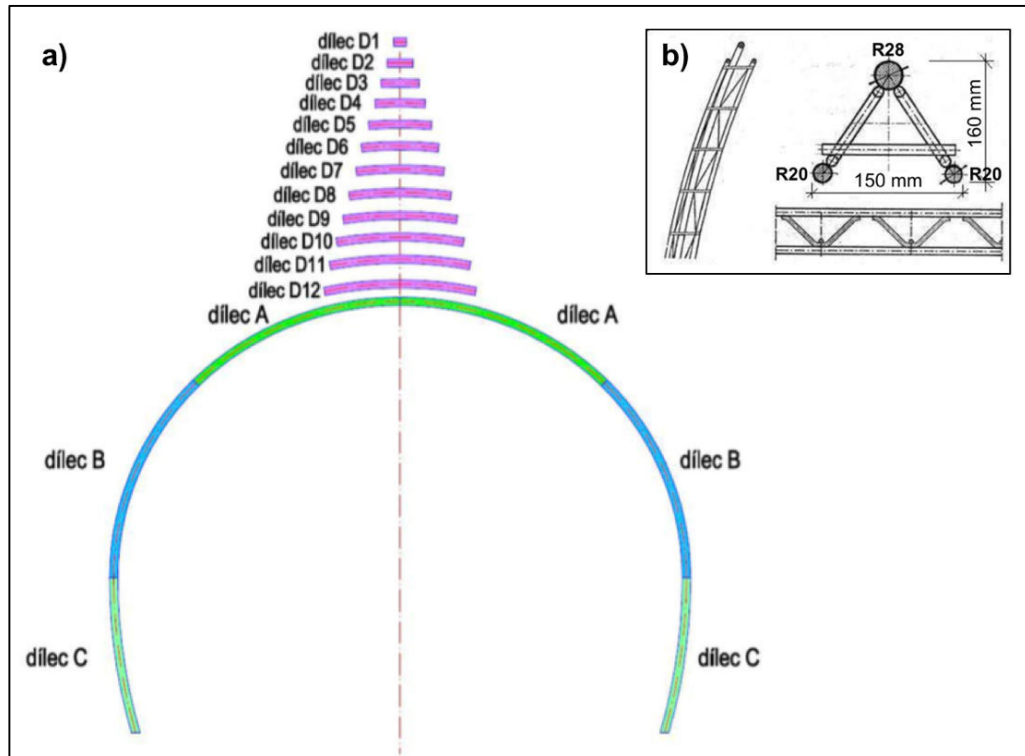 a)
dílec D1
dílec D2
dílec D3
dílec D4
dílec D5
dílec D6
dílec D7
dílec D8
dílec D9
dílec D10
dílec D11
dílec D12
dílec A
dílec A
dílec B
dílec B
dílec C
dílec C
b)
R28
160 mm
R20
R20
150 mm